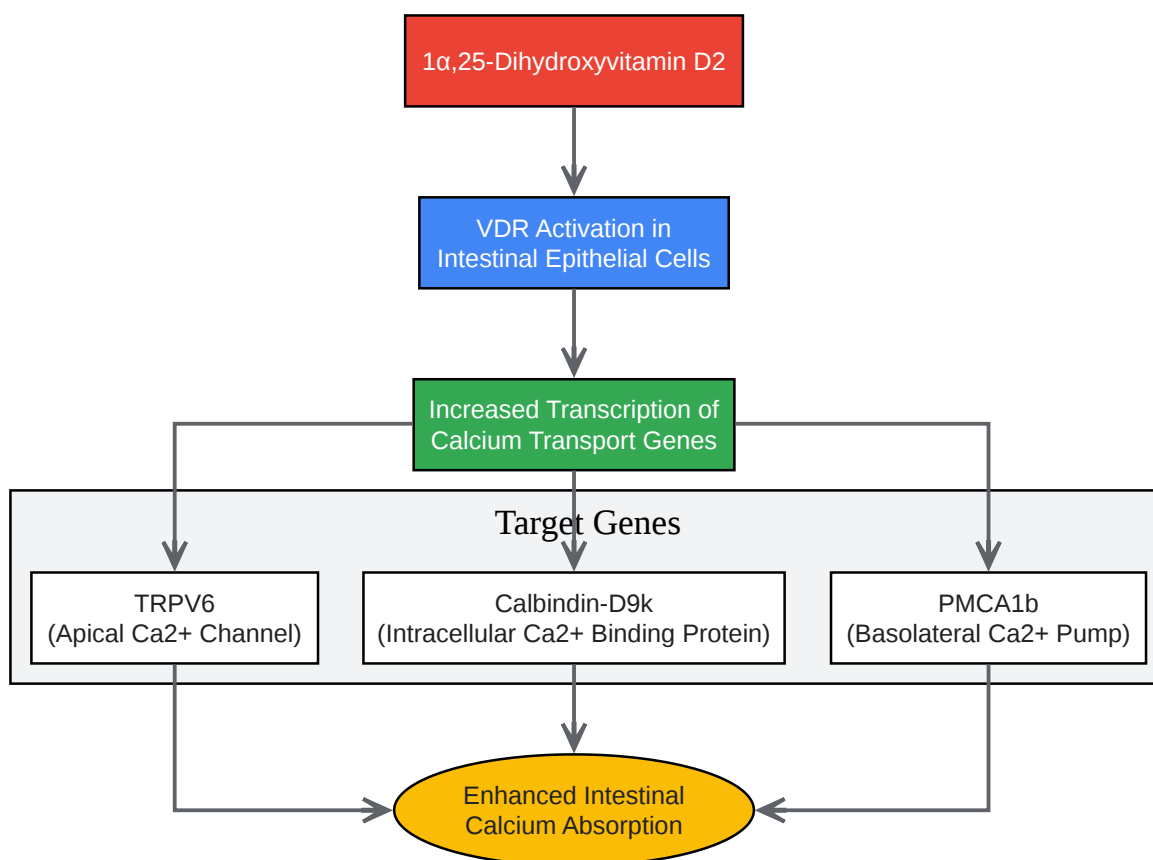 1α,25-Dihydroxyvitamin D2
VDR Activation in
Intestinal Epithelial Cells
Increased Transcription of
Calcium Transport Genes
Target Genes
TRPV6
(Apical Ca2+ Channel)
Calbindin-D9k
(Intracellular Ca2+ Binding Protein)
PMCA1b
(Basolateral Ca2+ Pump)
Enhanced Intestinal
Calcium Absorption